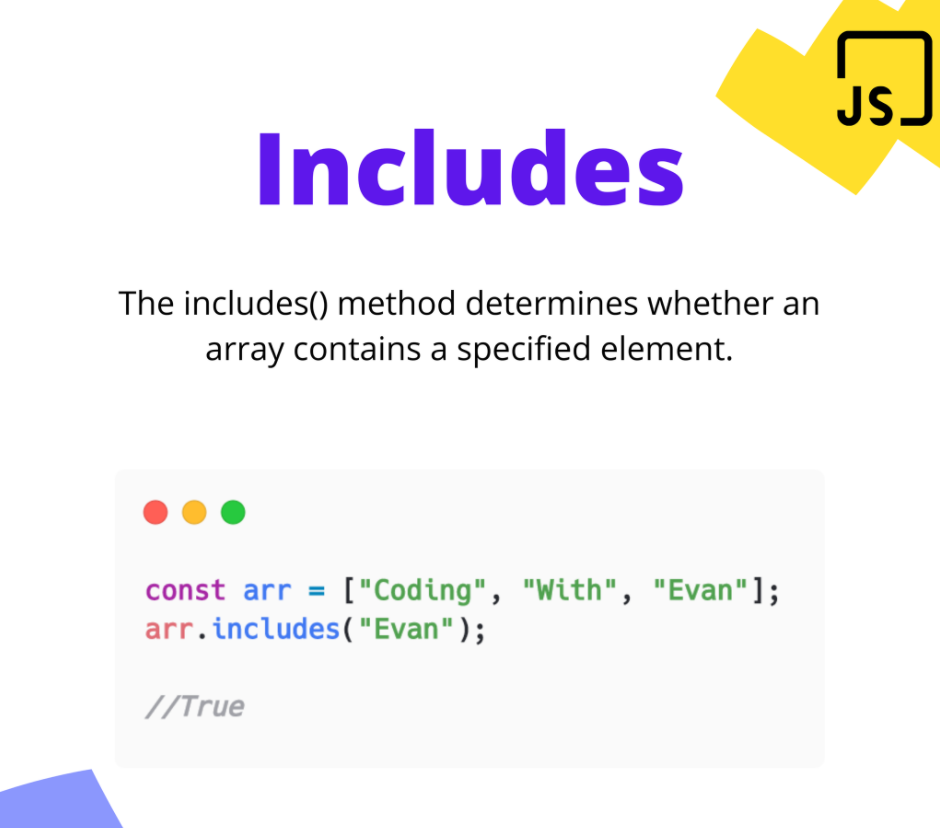 JS
Includes
The includes() method determines whether an
array contains a specified element.
const arr = ["Coding", "With", "Evan"];
arr.includes("Evan");
//True